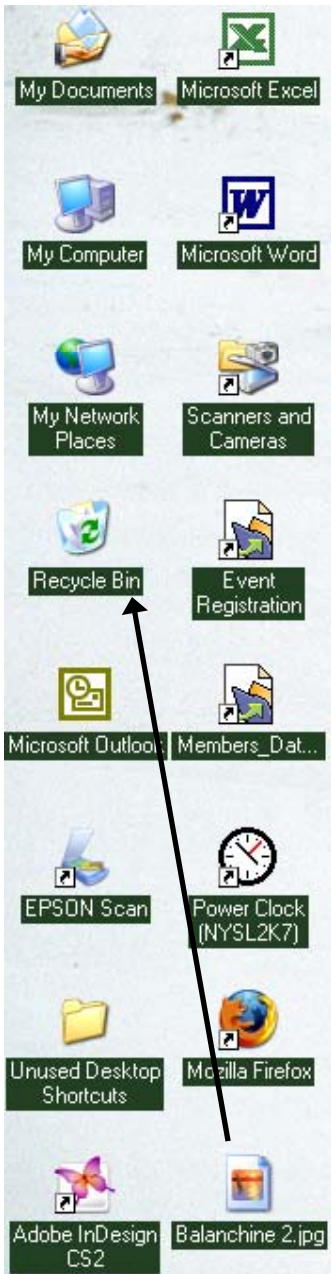 My Documents
Microsoft Excel
My Computer
Microsoft Word
My Network
Places
Scanners and
Cameras
Recycle Bin
Event
Registration
Microsoft Outlook
Members_Dat...
EPSON Scan
Power Clock
(NYSL2K7)
Unused Desktop
Shortcuts
Mozilla Firefox
Adobe InDesign
CS2
Balanchine 2.jpg